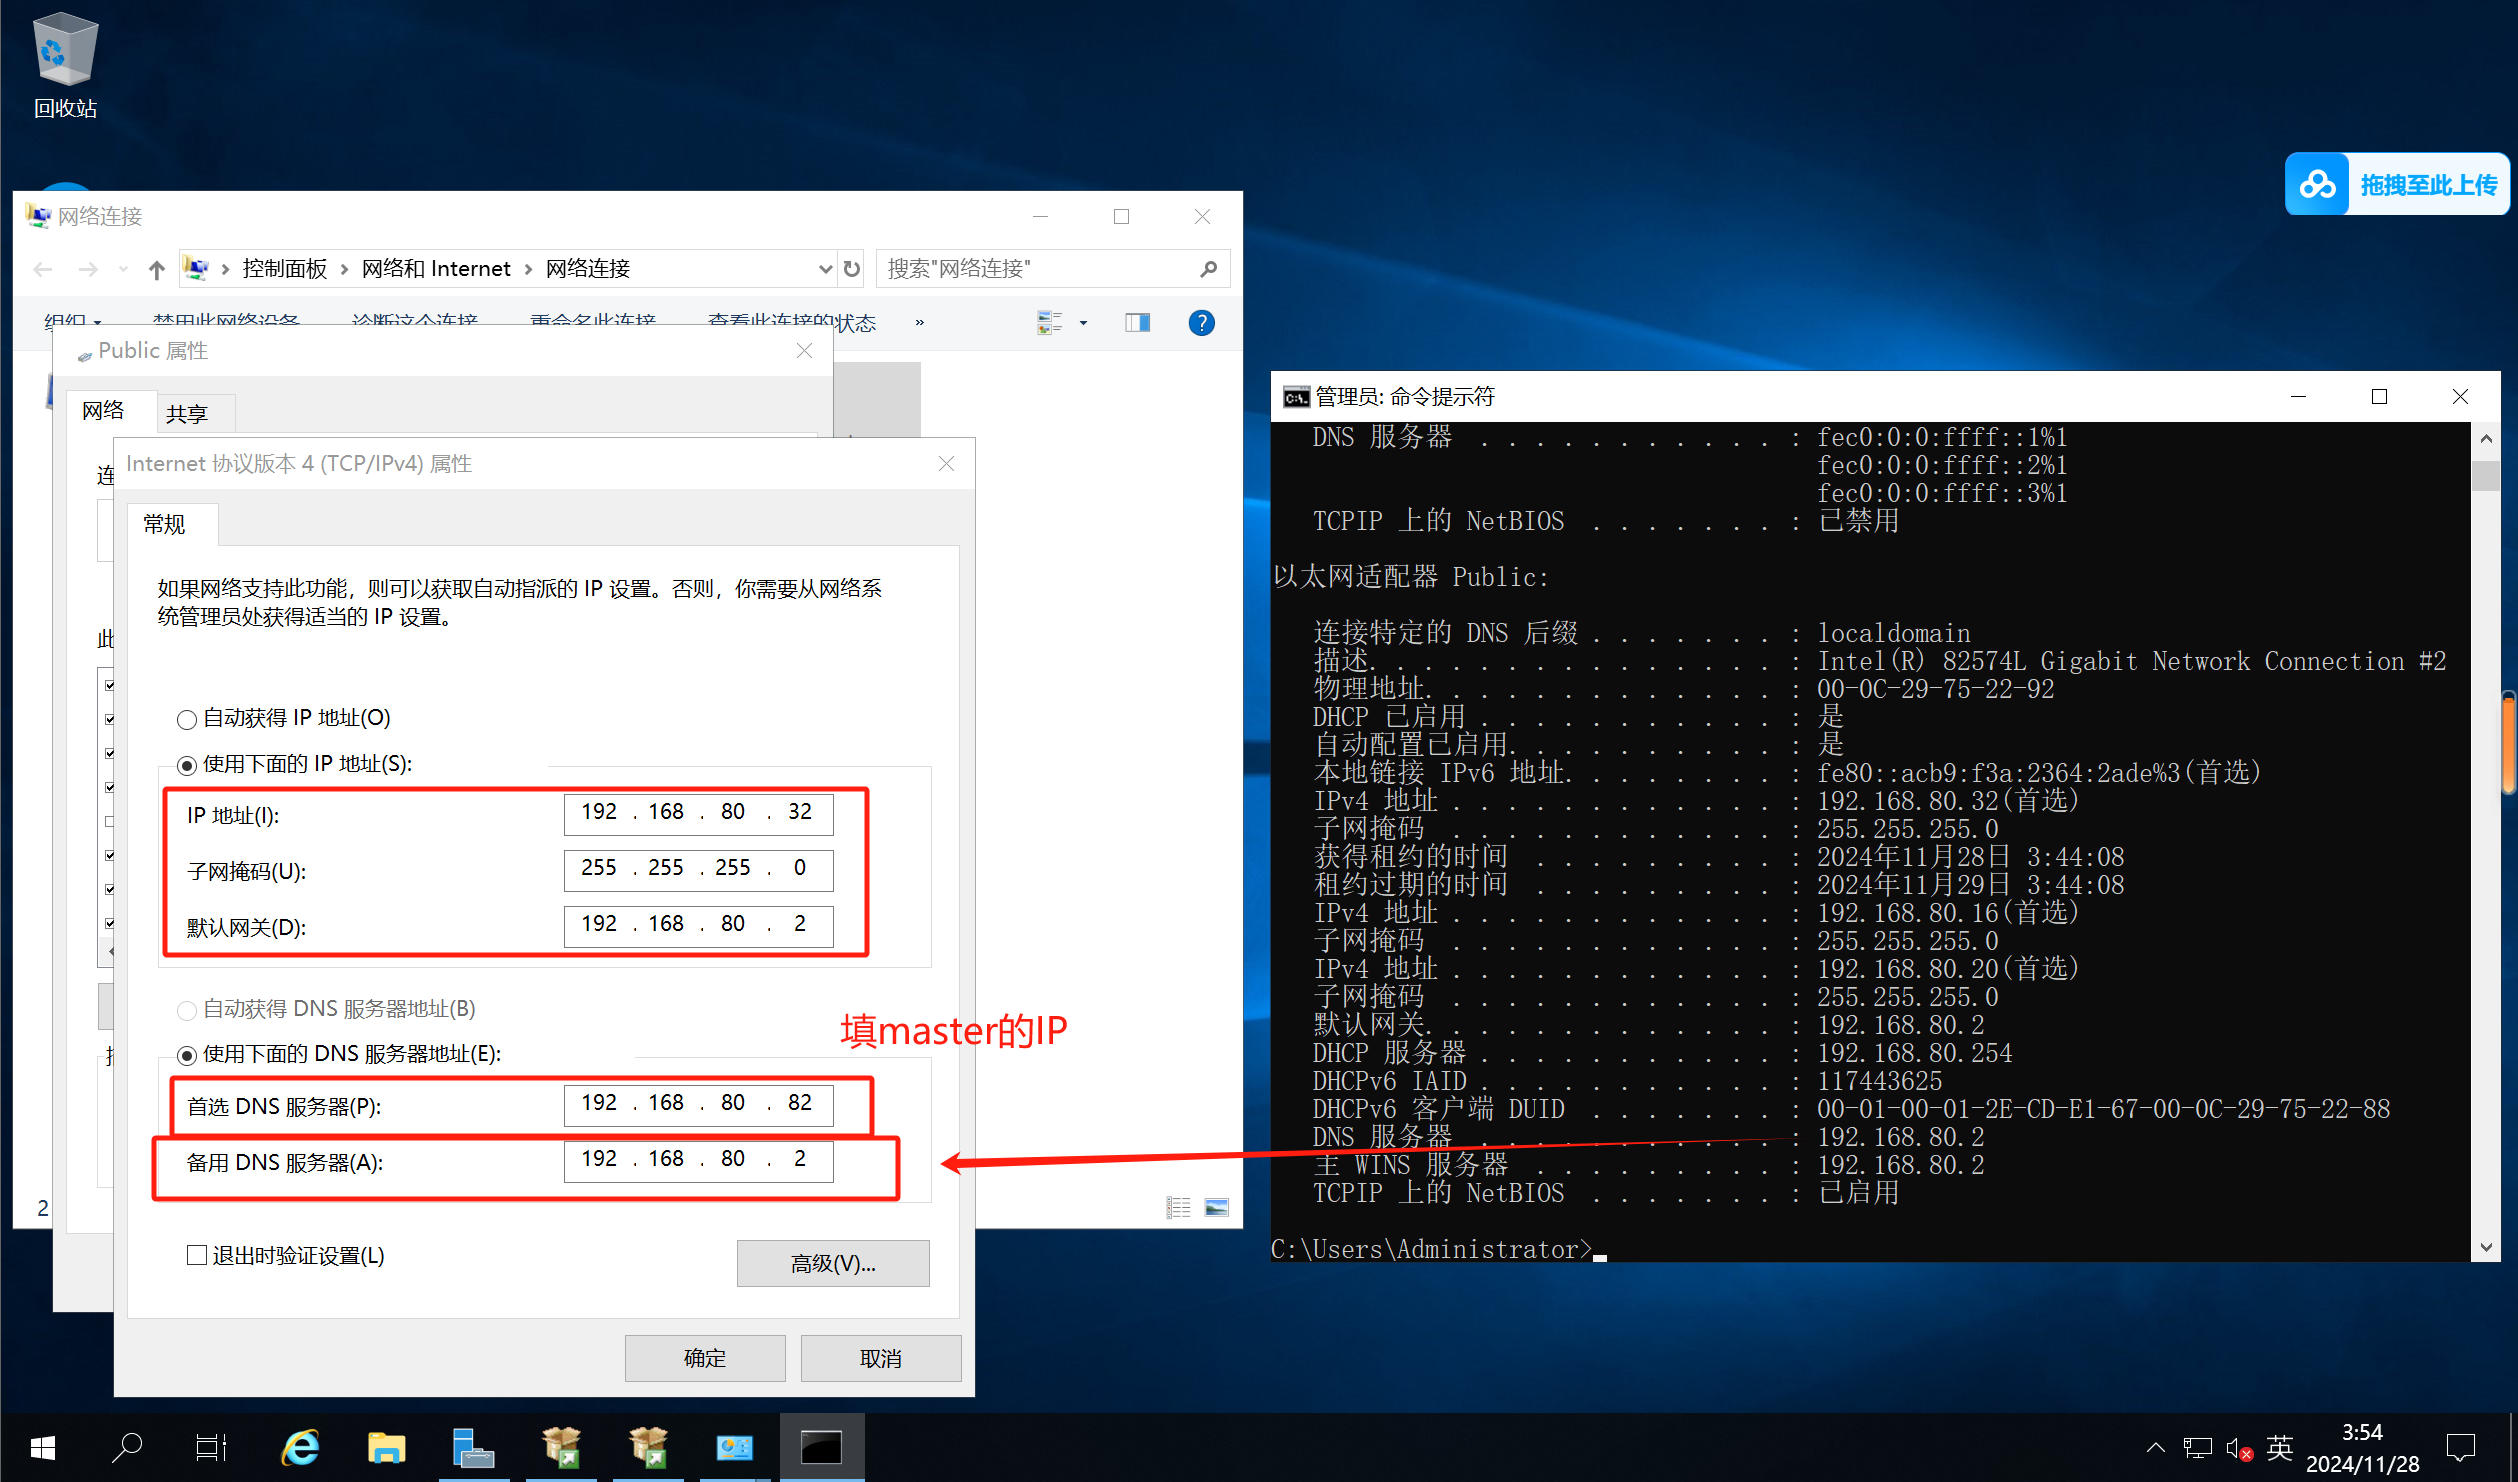 回收站
拖拽至此上传
网络连接
控制面板 › 网络和 Internet › 网络连接
搜索"网络连接"
组织 禁用此网络设备 诊断这个连接 重命名此连接 查看此连接的状态 »
Public 属性
网络 共享
连
此
2
Internet 协议版本 4 (TCP/IPv4) 属性
常规
如果网络支持此功能，则可以获取自动指派的 IP 设置。否则，你需要从网络系
统管理员处获得适当的 IP 设置。
自动获得 IP 地址(O)
使用下面的 IP 地址(S):
IP 地址(I): 192 . 168 . 80 . 32
子网掩码(U): 255 . 255 . 255 . 0
默认网关(D): 192 . 168 . 80 . 2
自动获得 DNS 服务器地址(B)
填master的IP
使用下面的 DNS 服务器地址(E):
首选 DNS 服务器(P): 192 . 168 . 80 . 82
备用 DNS 服务器(A): 192 . 168 . 80 . 2
退出时验证设置(L)
高级(V)...
确定 取消
管理员: 命令提示符
DNS 服务器 . . . . . . . . . . . . : fec0:0:0:ffff::1%1
fec0:0:0:ffff::2%1
fec0:0:0:ffff::3%1
TCPIP 上的 NetBIOS . . . . . . . . : 已禁用
以太网适配器 Public:
连接特定的 DNS 后缀 . . . . . . . . : localdomain
描述. . . . . . . . . . . . . . . . : Intel(R) 82574L Gigabit Network Connection #2
物理地址. . . . . . . . . . . . . . : 00-0C-29-75-22-92
DHCP 已启用 . . . . . . . . . . . . : 是
自动配置已启用. . . . . . . . . . . : 是
本地链接 IPv6 地址. . . . . . . . . : fe80::acb9:f3a:2364:2ade%3(首选)
IPv4 地址 . . . . . . . . . . . . . : 192.168.80.32(首选)
子网掩码 . . . . . . . . . . . . . : 255.255.255.0
获得租约的时间 . . . . . . . . . . : 2024年11月28日 3:44:08
租约过期的时间 . . . . . . . . . . : 2024年11月29日 3:44:08
IPv4 地址 . . . . . . . . . . . . . : 192.168.80.16(首选)
子网掩码 . . . . . . . . . . . . . : 255.255.255.0
IPv4 地址 . . . . . . . . . . . . . : 192.168.80.20(首选)
子网掩码 . . . . . . . . . . . . . : 255.255.255.0
默认网关. . . . . . . . . . . . . . : 192.168.80.2
DHCP 服务器 . . . . . . . . . . . . : 192.168.80.254
DHCPv6 IAID . . . . . . . . . . . . : 117443625
DHCPv6 客户端 DUID . . . . . . . . : 00-01-00-01-2E-CD-E1-67-00-0C-29-75-22-88
DNS 服务器 . . . . . . . . . . . . : 192.168.80.2
主 WINS 服务器 . . . . . . . . . . : 192.168.80.2
TCPIP 上的 NetBIOS . . . . . . . . : 已启用
C:\Users\Administrator>
英
3:54
2024/11/28